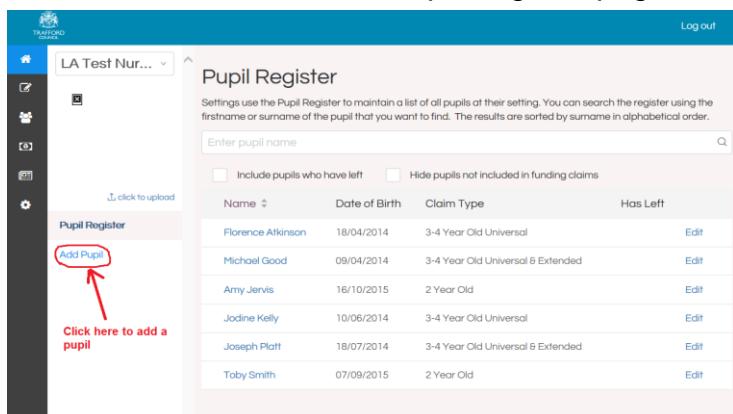 TRAFFORD
COUNCIL
Log out
LA Test Nur...
click to upload
Pupil Register
Add Pupil
Click here to add a
pupil
Pupil Register
Settings use the Pupil Register to maintain a list of all pupils at their setting. You can search the register using the
firstname or surname of the pupil that you want to find. The results are sorted by surname in alphabetical order.
Enter pupil name
Include pupils who have left Hide pupils not included in funding claims
Name Date of Birth Claim Type Has Left
Florence Atkinson 18/04/2014 3-4 Year Old Universal Edit
Michael Good 09/04/2014 3-4 Year Old Universal & Extended Edit
Amy Jervis 16/10/2015 2 Year Old Edit
Jodine Kelly 10/06/2014 3-4 Year Old Universal Edit
Joseph Platt 18/07/2014 3-4 Year Old Universal & Extended Edit
Toby Smith 07/09/2015 2 Year Old Edit